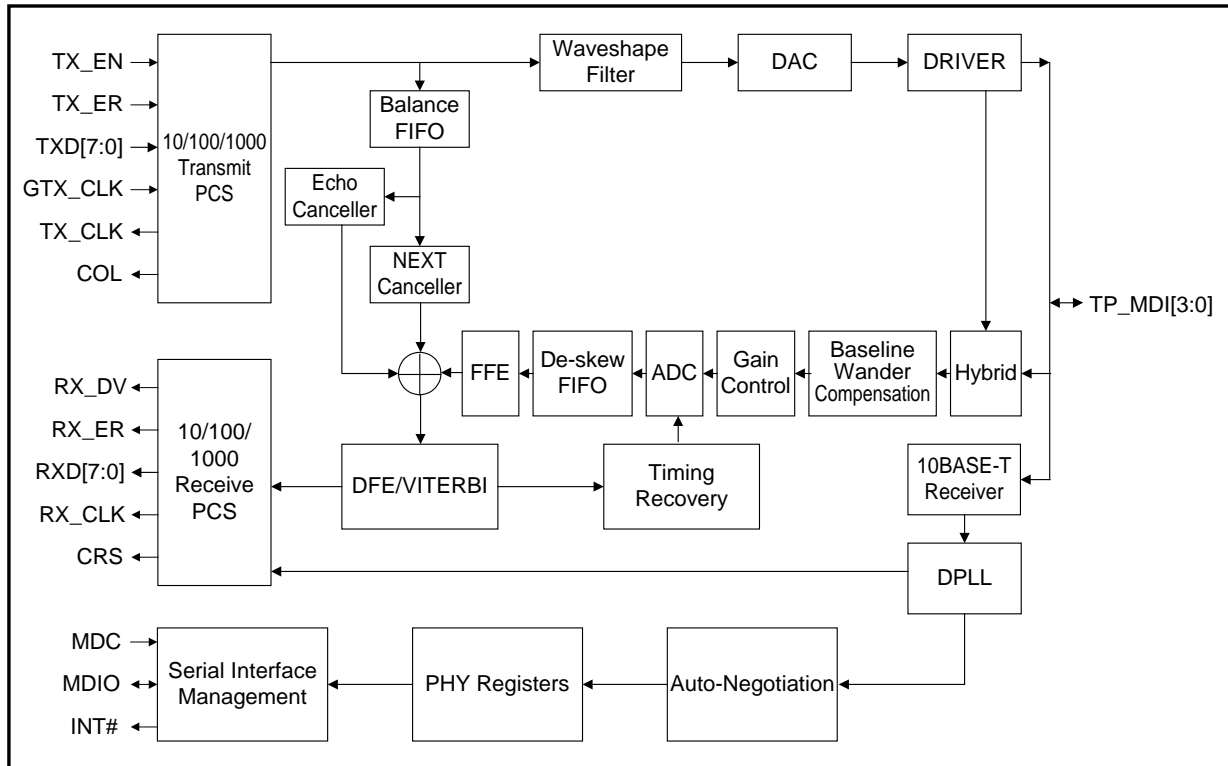 TX_EN
TX_ER
TXD[7:0]
GTX_CLK
TX_CLK
COL
10/100/1000
Transmit
PCS
Waveshape
Filter
DAC
DRIVER
Balance
FIFO
Echo
Canceller
NEXT
Canceller
TP_MDI[3:0]
FFE
De-skew
FIFO
ADC
Gain
Control
Baseline
Wander
Compensation
Hybrid
RX_DV
RX_ER
RXD[7:0]
RX_CLK
CRS
10/100/
1000
Receive
PCS
DFE/VITERBI
Timing
Recovery
10BASE-T
Receiver
DPLL
MDC
MDIO
INT#
Serial Interface
Management
PHY Registers
Auto-Negotiation